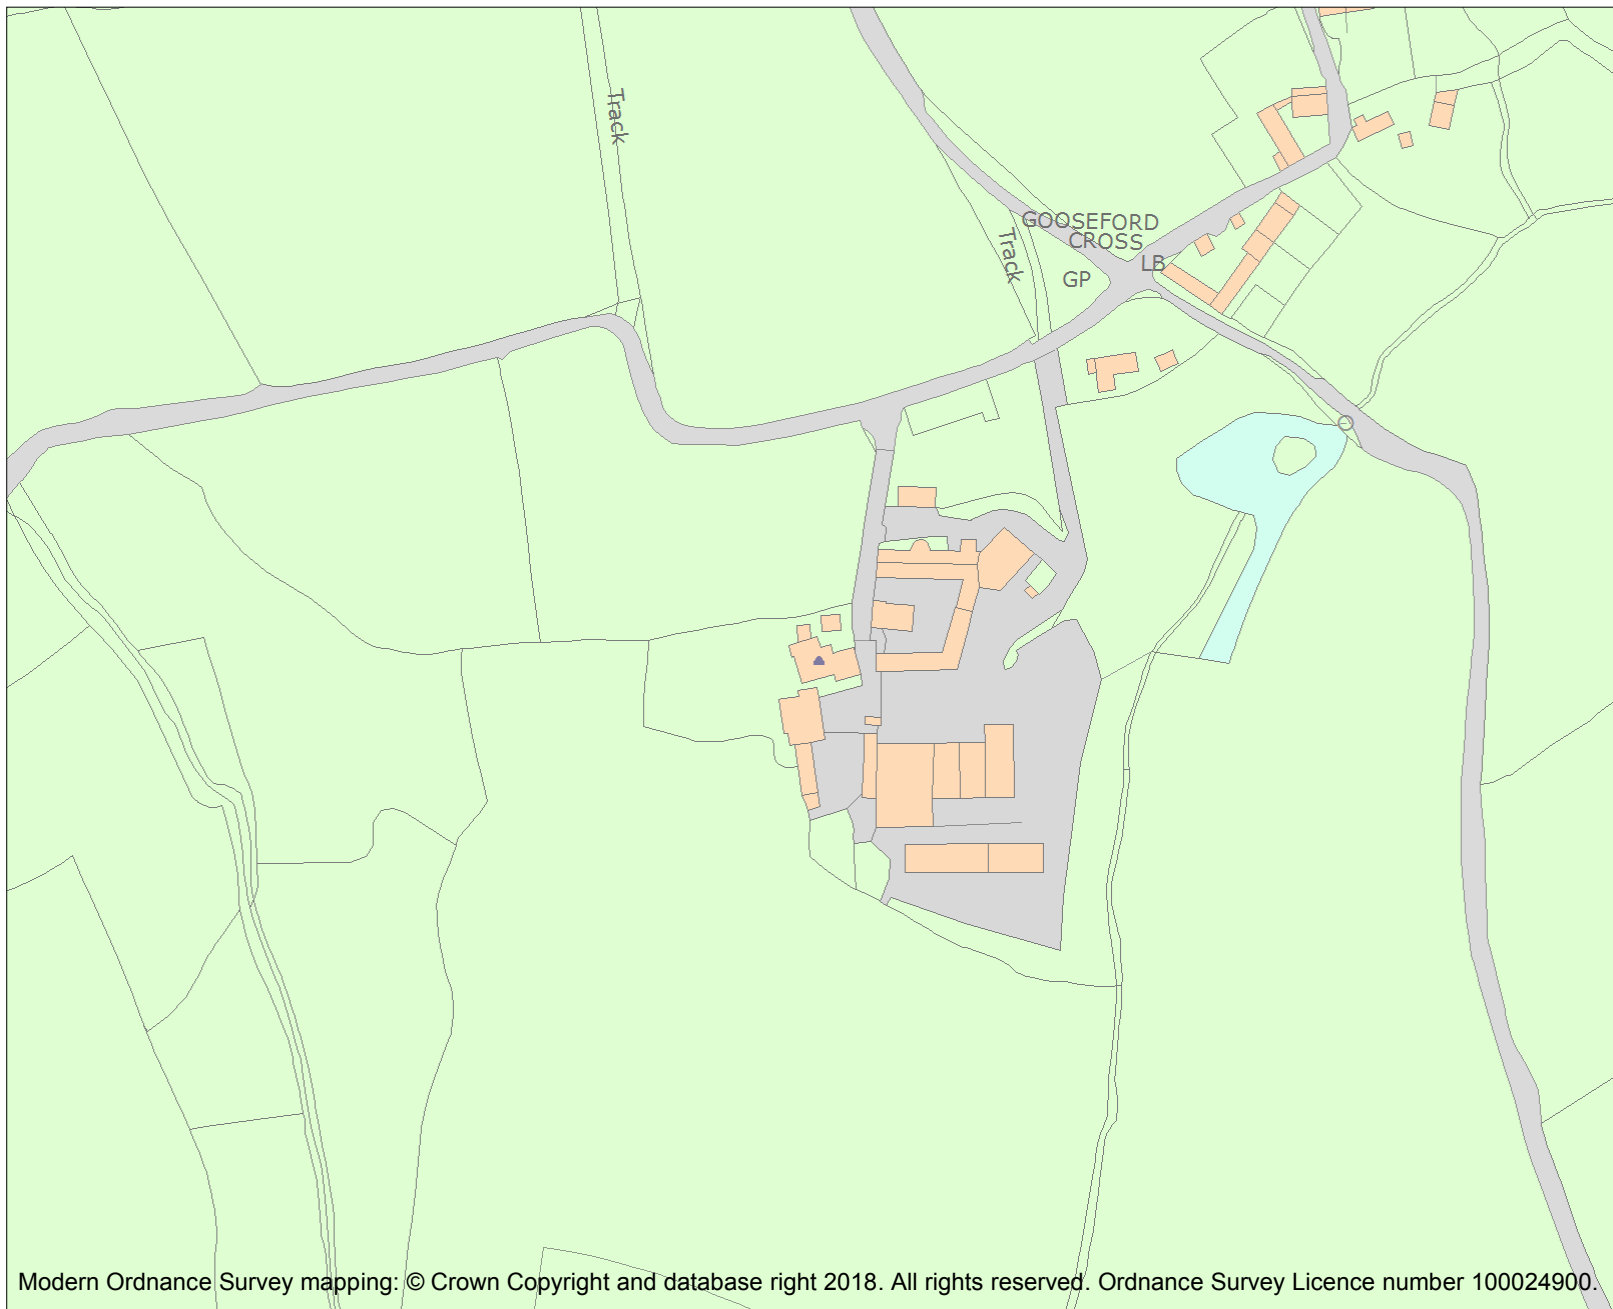 Track
GOOSEFORD
CROSS
Track
LB
GP
Modern Ordnance Survey mapping: © Crown Copyright and database right 2018. All rights reserved. Ordnance Survey Licence number 100024900.